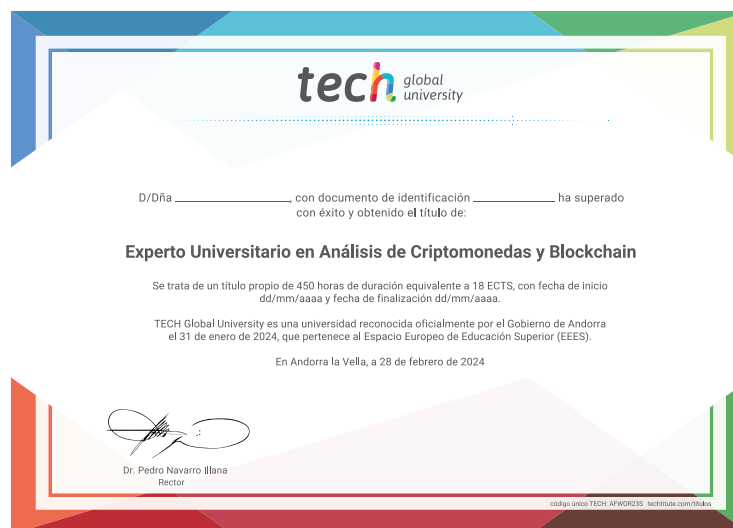 tech global university
D/Dña ________________, con documento de identificación ____________ ha superado
con éxito y obtenido el título de:
Experto Universitario en Análisis de Criptomonedas y Blockchain
Se trata de un título propio de 450 horas de duración equivalente a 18 ECTS, con fecha de inicio
dd/mm/aaaa y fecha de finalización dd/mm/aaaa.
TECH Global University es una universidad reconocida oficialmente por el Gobierno de Andorra
el 31 de enero de 2024, que pertenece al Espacio Europeo de Educación Superior (EEES).
En Andorra la Vella, a 28 de febrero de 2024
Dr. Pedro Navarro Illana
Rector
código único TECH: AFWOR23S techtitute.com/titulos